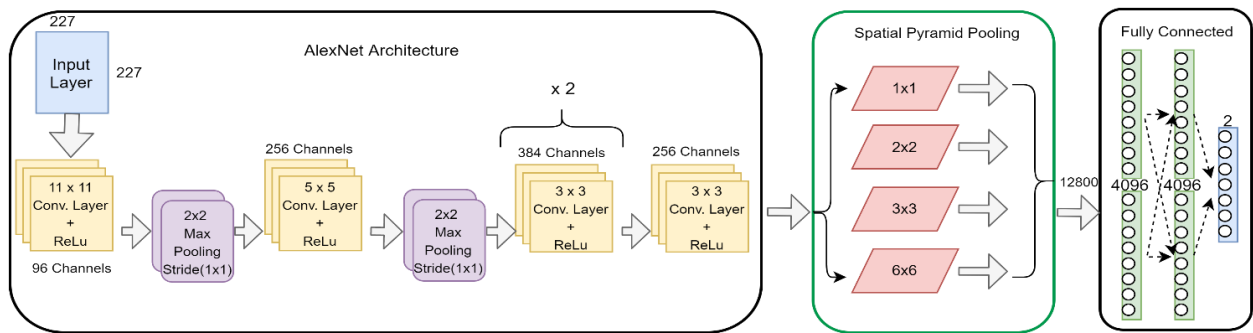 227
Input
Layer
227
AlexNet Architecture
x 2
11 x 11
Conv. Layer
+
ReLu
96 Channels
2x2
Max
Pooling
Stride(1x1)
256 Channels
5 x 5
Conv. Layer
+
ReLu
2x2
Max
Pooling
Stride(1x1)
384 Channels
3 x 3
Conv. Layer
+
ReLu
256 Channels
3 x 3
Conv. Layer
+
ReLu
Spatial Pyramid Pooling
1x1
2x2
3x3
6x6
12800
Fully Connected
4096
4096
2